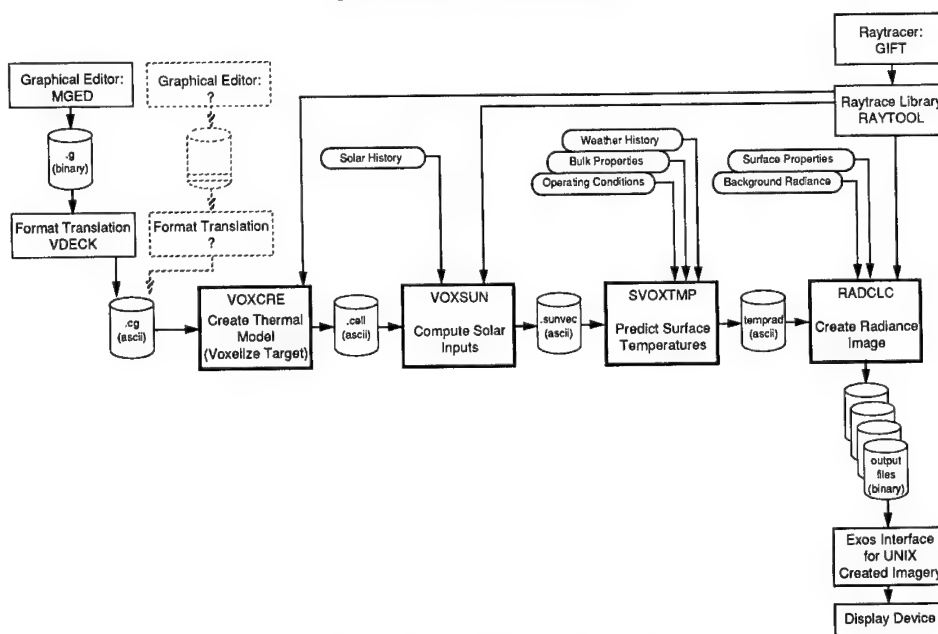 Raytracer:
GIFT
Graphical Editor:
MGED
Graphical Editor:
?
Raytrace Library
RAYTOOL
.g
(binary)
Solar History
Weather History
Bulk Properties
Operating Conditions
Surface Properties
Background Radiance
Format Translation
VDECK
Format Translation
?
.cg
(ascii)
VOXCRE
Create Thermal
Model
(Voxelize Target)
.cell
(ascii)
VOXSUN
Compute Solar
Inputs
.sunvec
(ascii)
SVOXTMP
Predict Surface
Temperatures
temprad
(ascii)
RADCLC
Create Radiance
Image
output
files
(binary)
Exos Interface
for UNIX
Created Imagery
Display Device